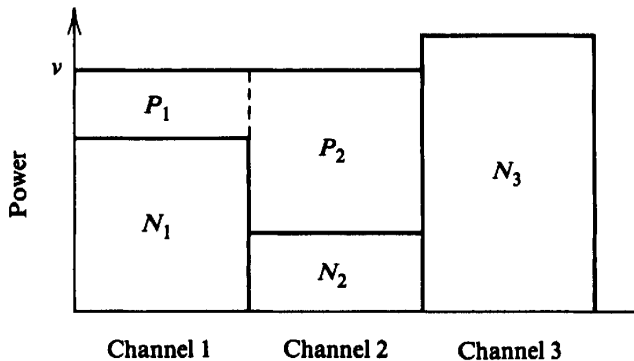 ν
P₁
P₂
N₃
N₁
N₂
Power
Channel 1
Channel 2
Channel 3